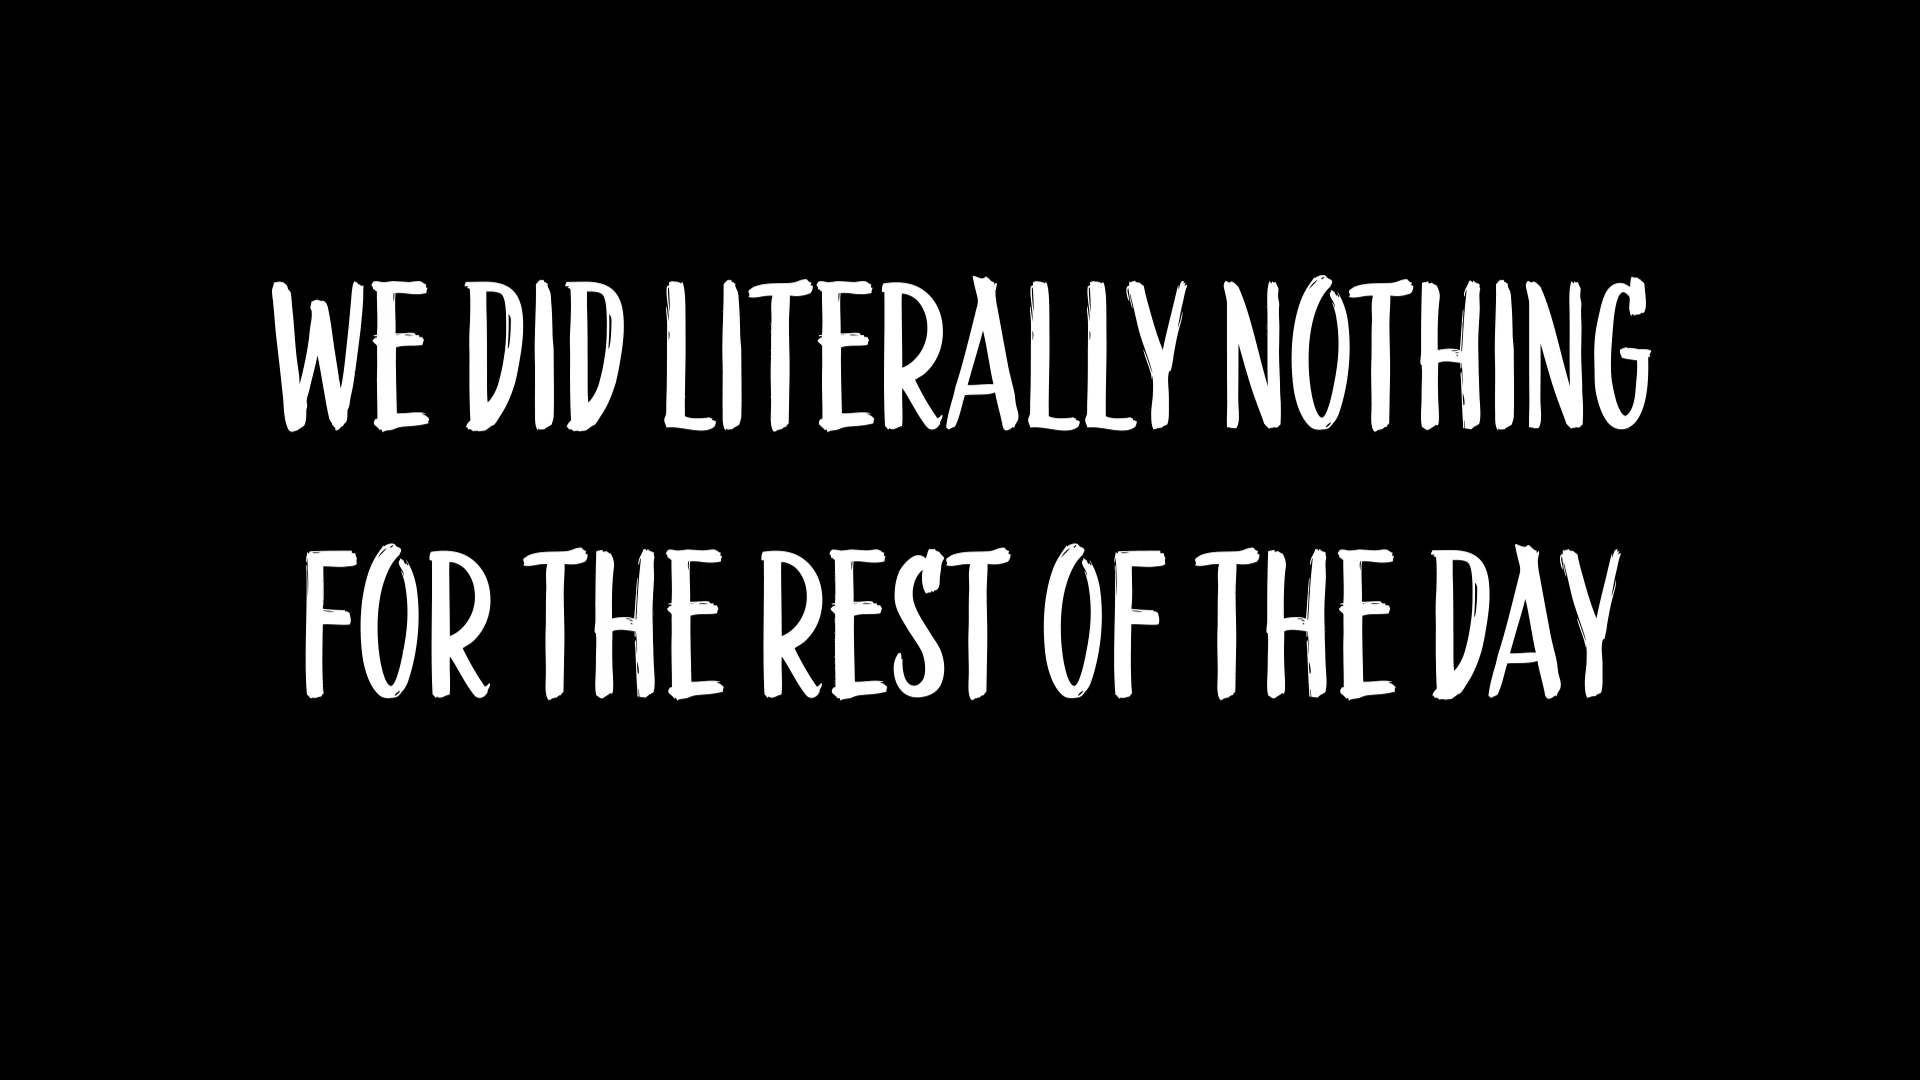 WE DID LITERALLY NOTHING
FOR THE REST OF THE DAY